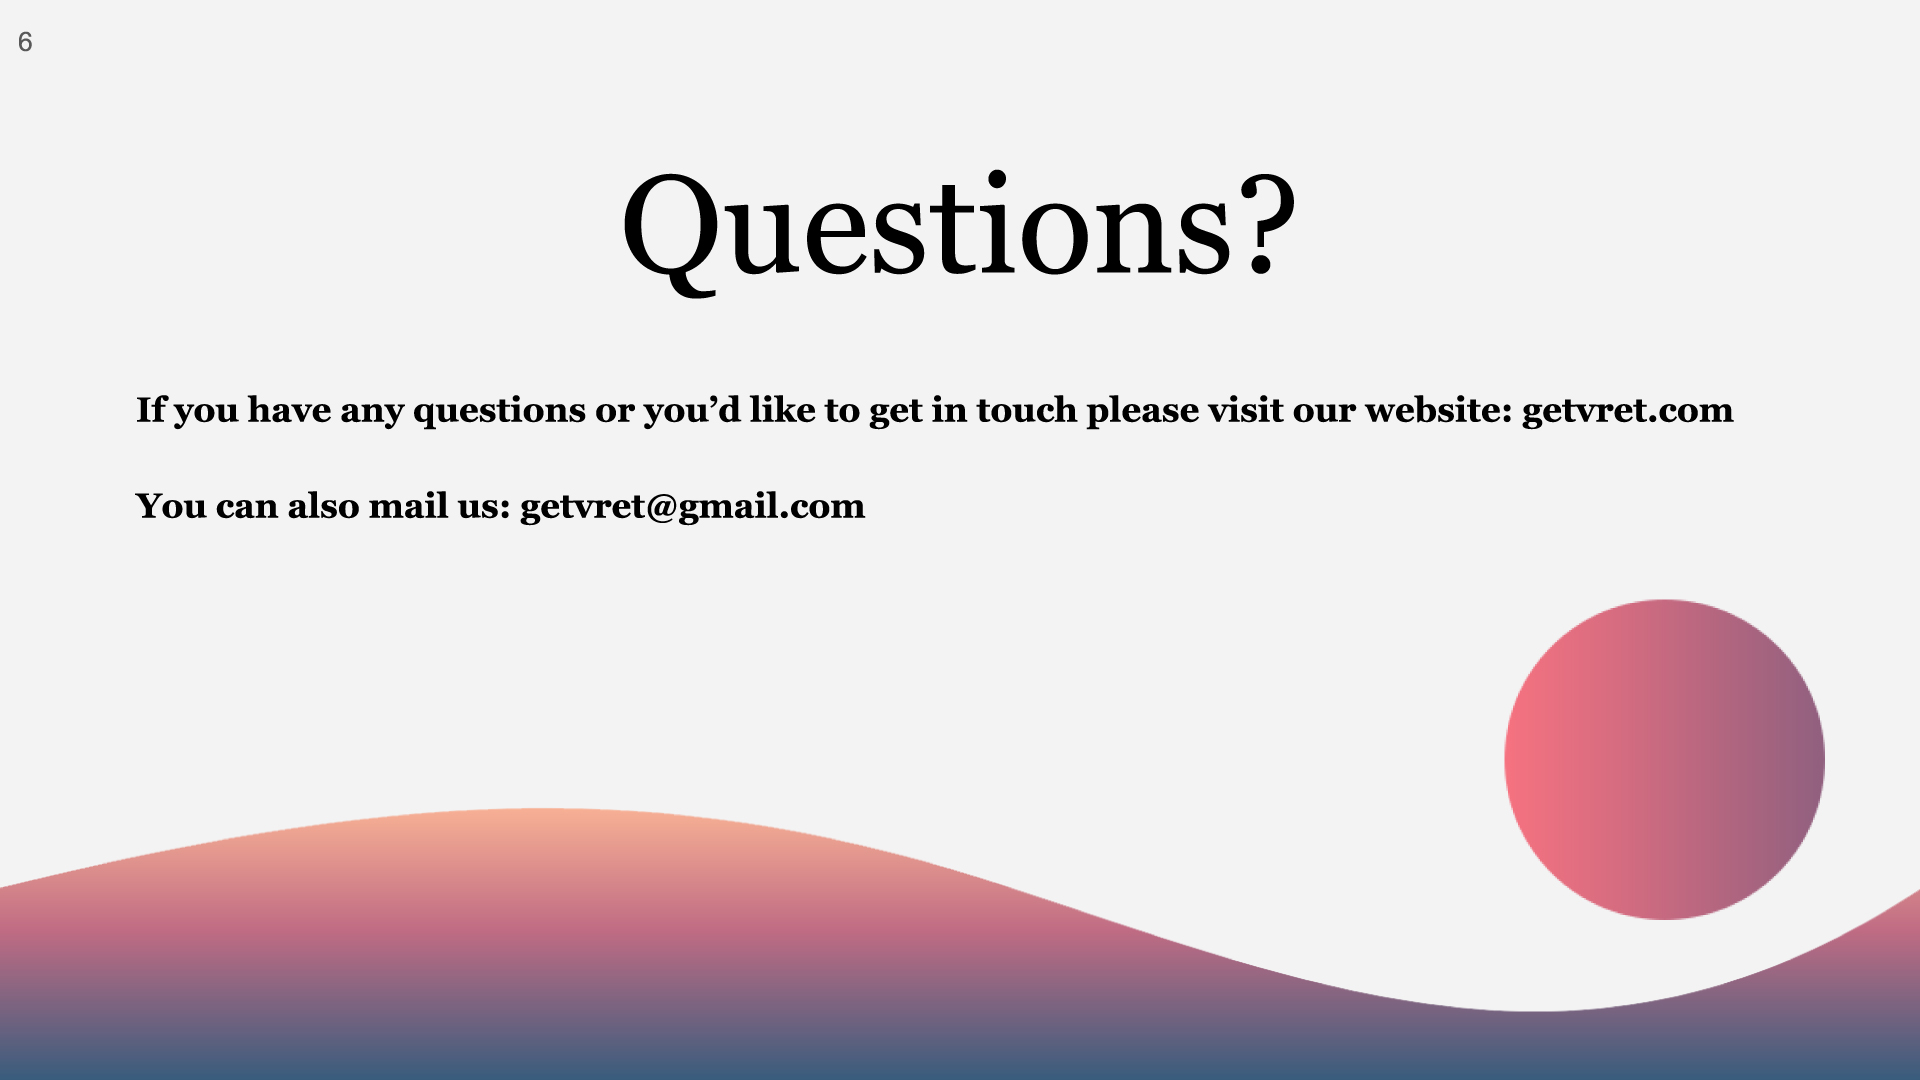 6
Questions?
If you have any questions or you’d like to get in touch please visit our website: getvret.com
You can also mail us: getvret@gmail.com